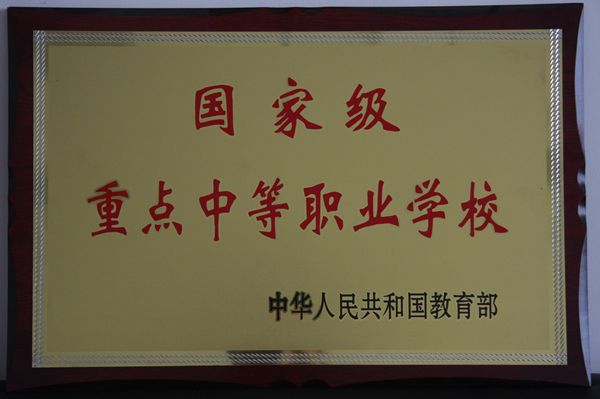 国家级
重点中等职业学校
中华人民共和国教育部